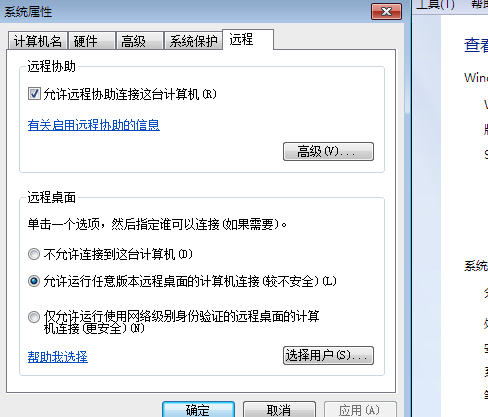 系统属性
计算机名 硬件 高级 系统保护 远程
远程协助
允许远程协助连接这台计算机(R)
有关启用远程协助的信息
高级(V)...
远程桌面
单击一个选项，然后指定谁可以连接(如果需要)。
不允许连接到这台计算机(D)
允许运行任意版本远程桌面的计算机连接(较不安全)(L)
仅允许运行使用网络级别身份验证的远程桌面的计算
机连接(更安全)(N)
帮助我选择
选择用户(S)...
确定 取消 应用(A)
工具(T)
查看
Wind
系统